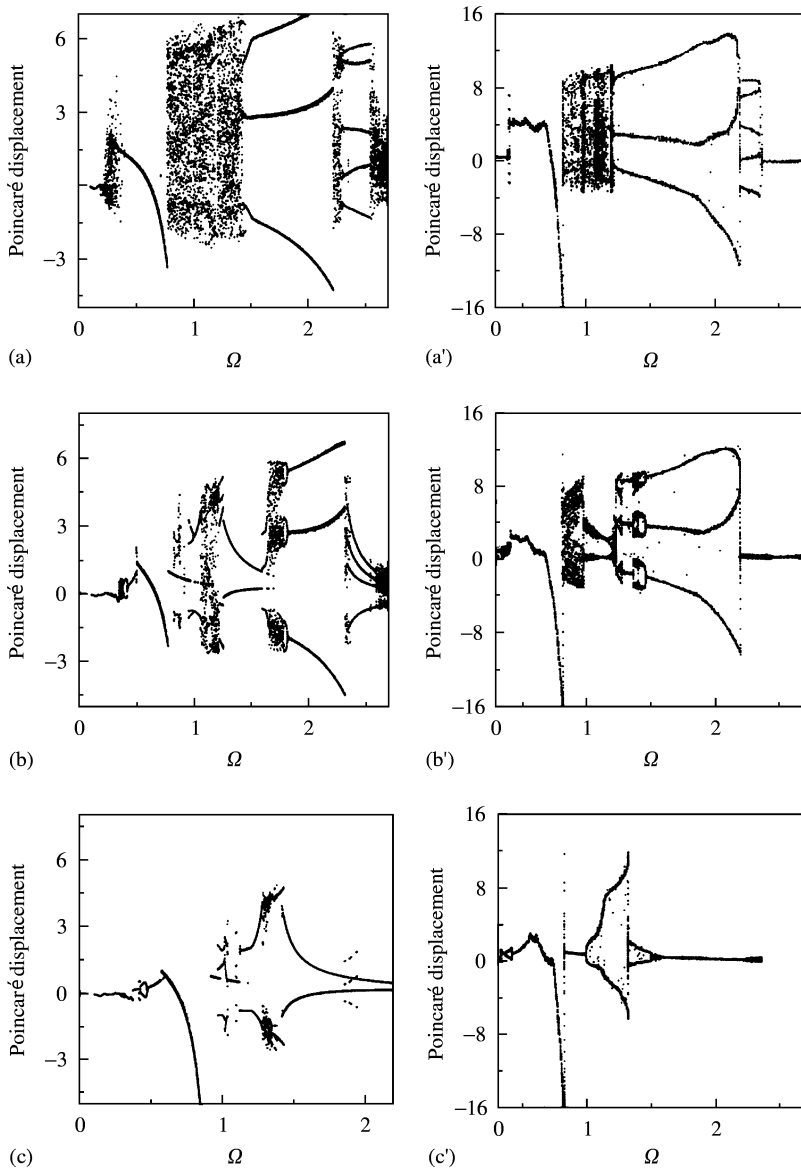 6
3
0
−3
Poincaré displacement
0
1
2
(a)
Ω
16
8
0
−8
−16
Poincaré displacement
0
1
2
(a')
Ω
6
3
0
−3
Poincaré displacement
0
1
2
(b)
Ω
16
8
0
−8
−16
Poincaré displacement
0
1
2
(b')
Ω
6
3
0
−3
Poincaré displacement
0
1
2
(c)
Ω
16
8
0
−8
−16
Poincaré displacement
0
1
2
(c')
Ω